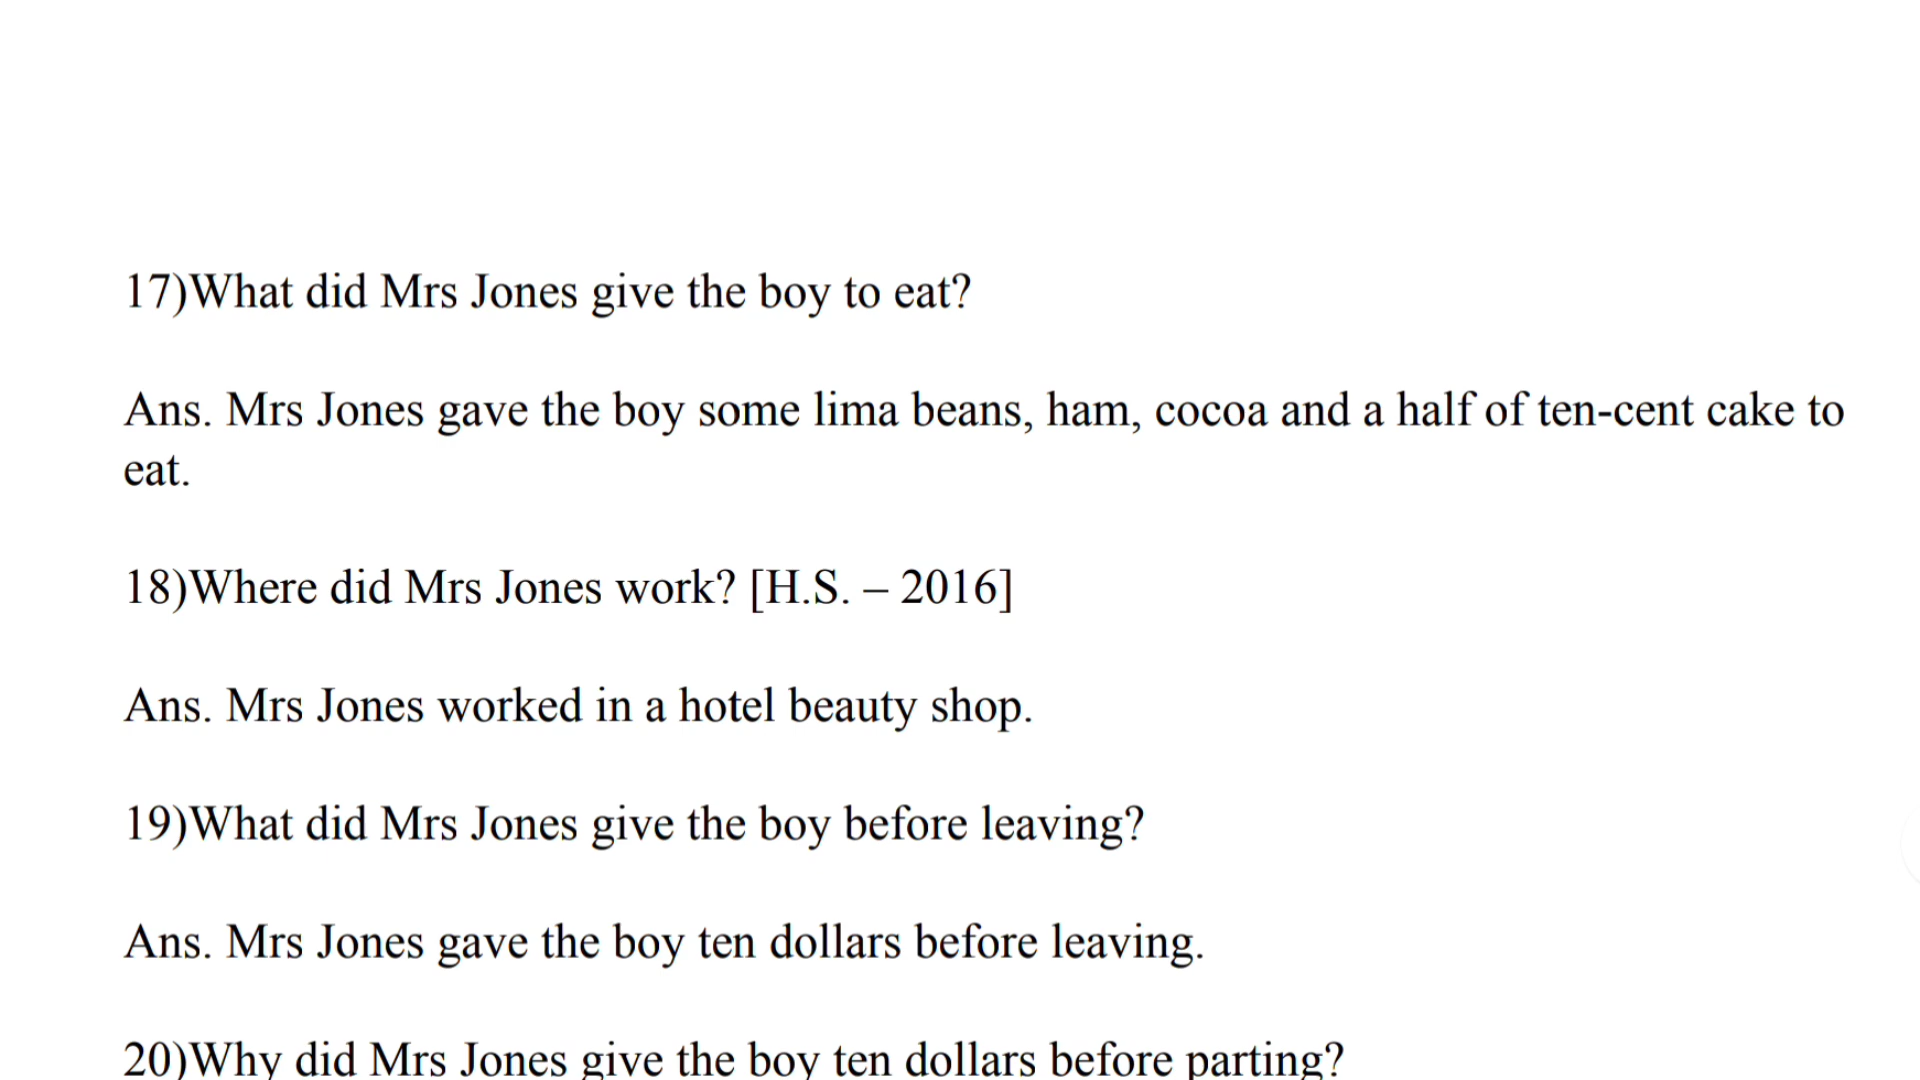 17)What did Mrs Jones give the boy to eat?
Ans. Mrs Jones gave the boy some lima beans, ham, cocoa and a half of ten-cent cake to
eat.
18)Where did Mrs Jones work? [H.S. – 2016]
Ans. Mrs Jones worked in a hotel beauty shop.
19)What did Mrs Jones give the boy before leaving?
Ans. Mrs Jones gave the boy ten dollars before leaving.
20)Why did Mrs Jones give the boy ten dollars before parting?